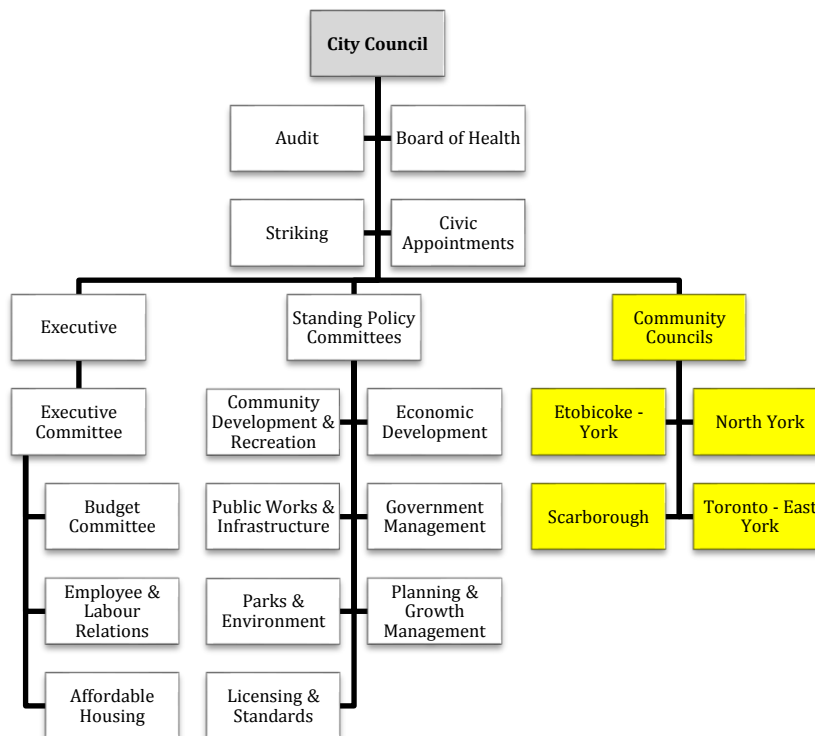 City Council
Audit
Board of Health
Striking
Civic
Appointments
Executive
Standing Policy
Committees
Community
Councils
Executive
Committee
Community
Development &
Recreation
Economic
Development
Etobicoke -
York
North York
Budget
Committee
Public Works &
Infrastructure
Government
Management
Scarborough
Toronto - East
York
Employee &
Labour
Relations
Parks &
Environment
Planning &
Growth
Management
Affordable
Housing
Licensing &
Standards